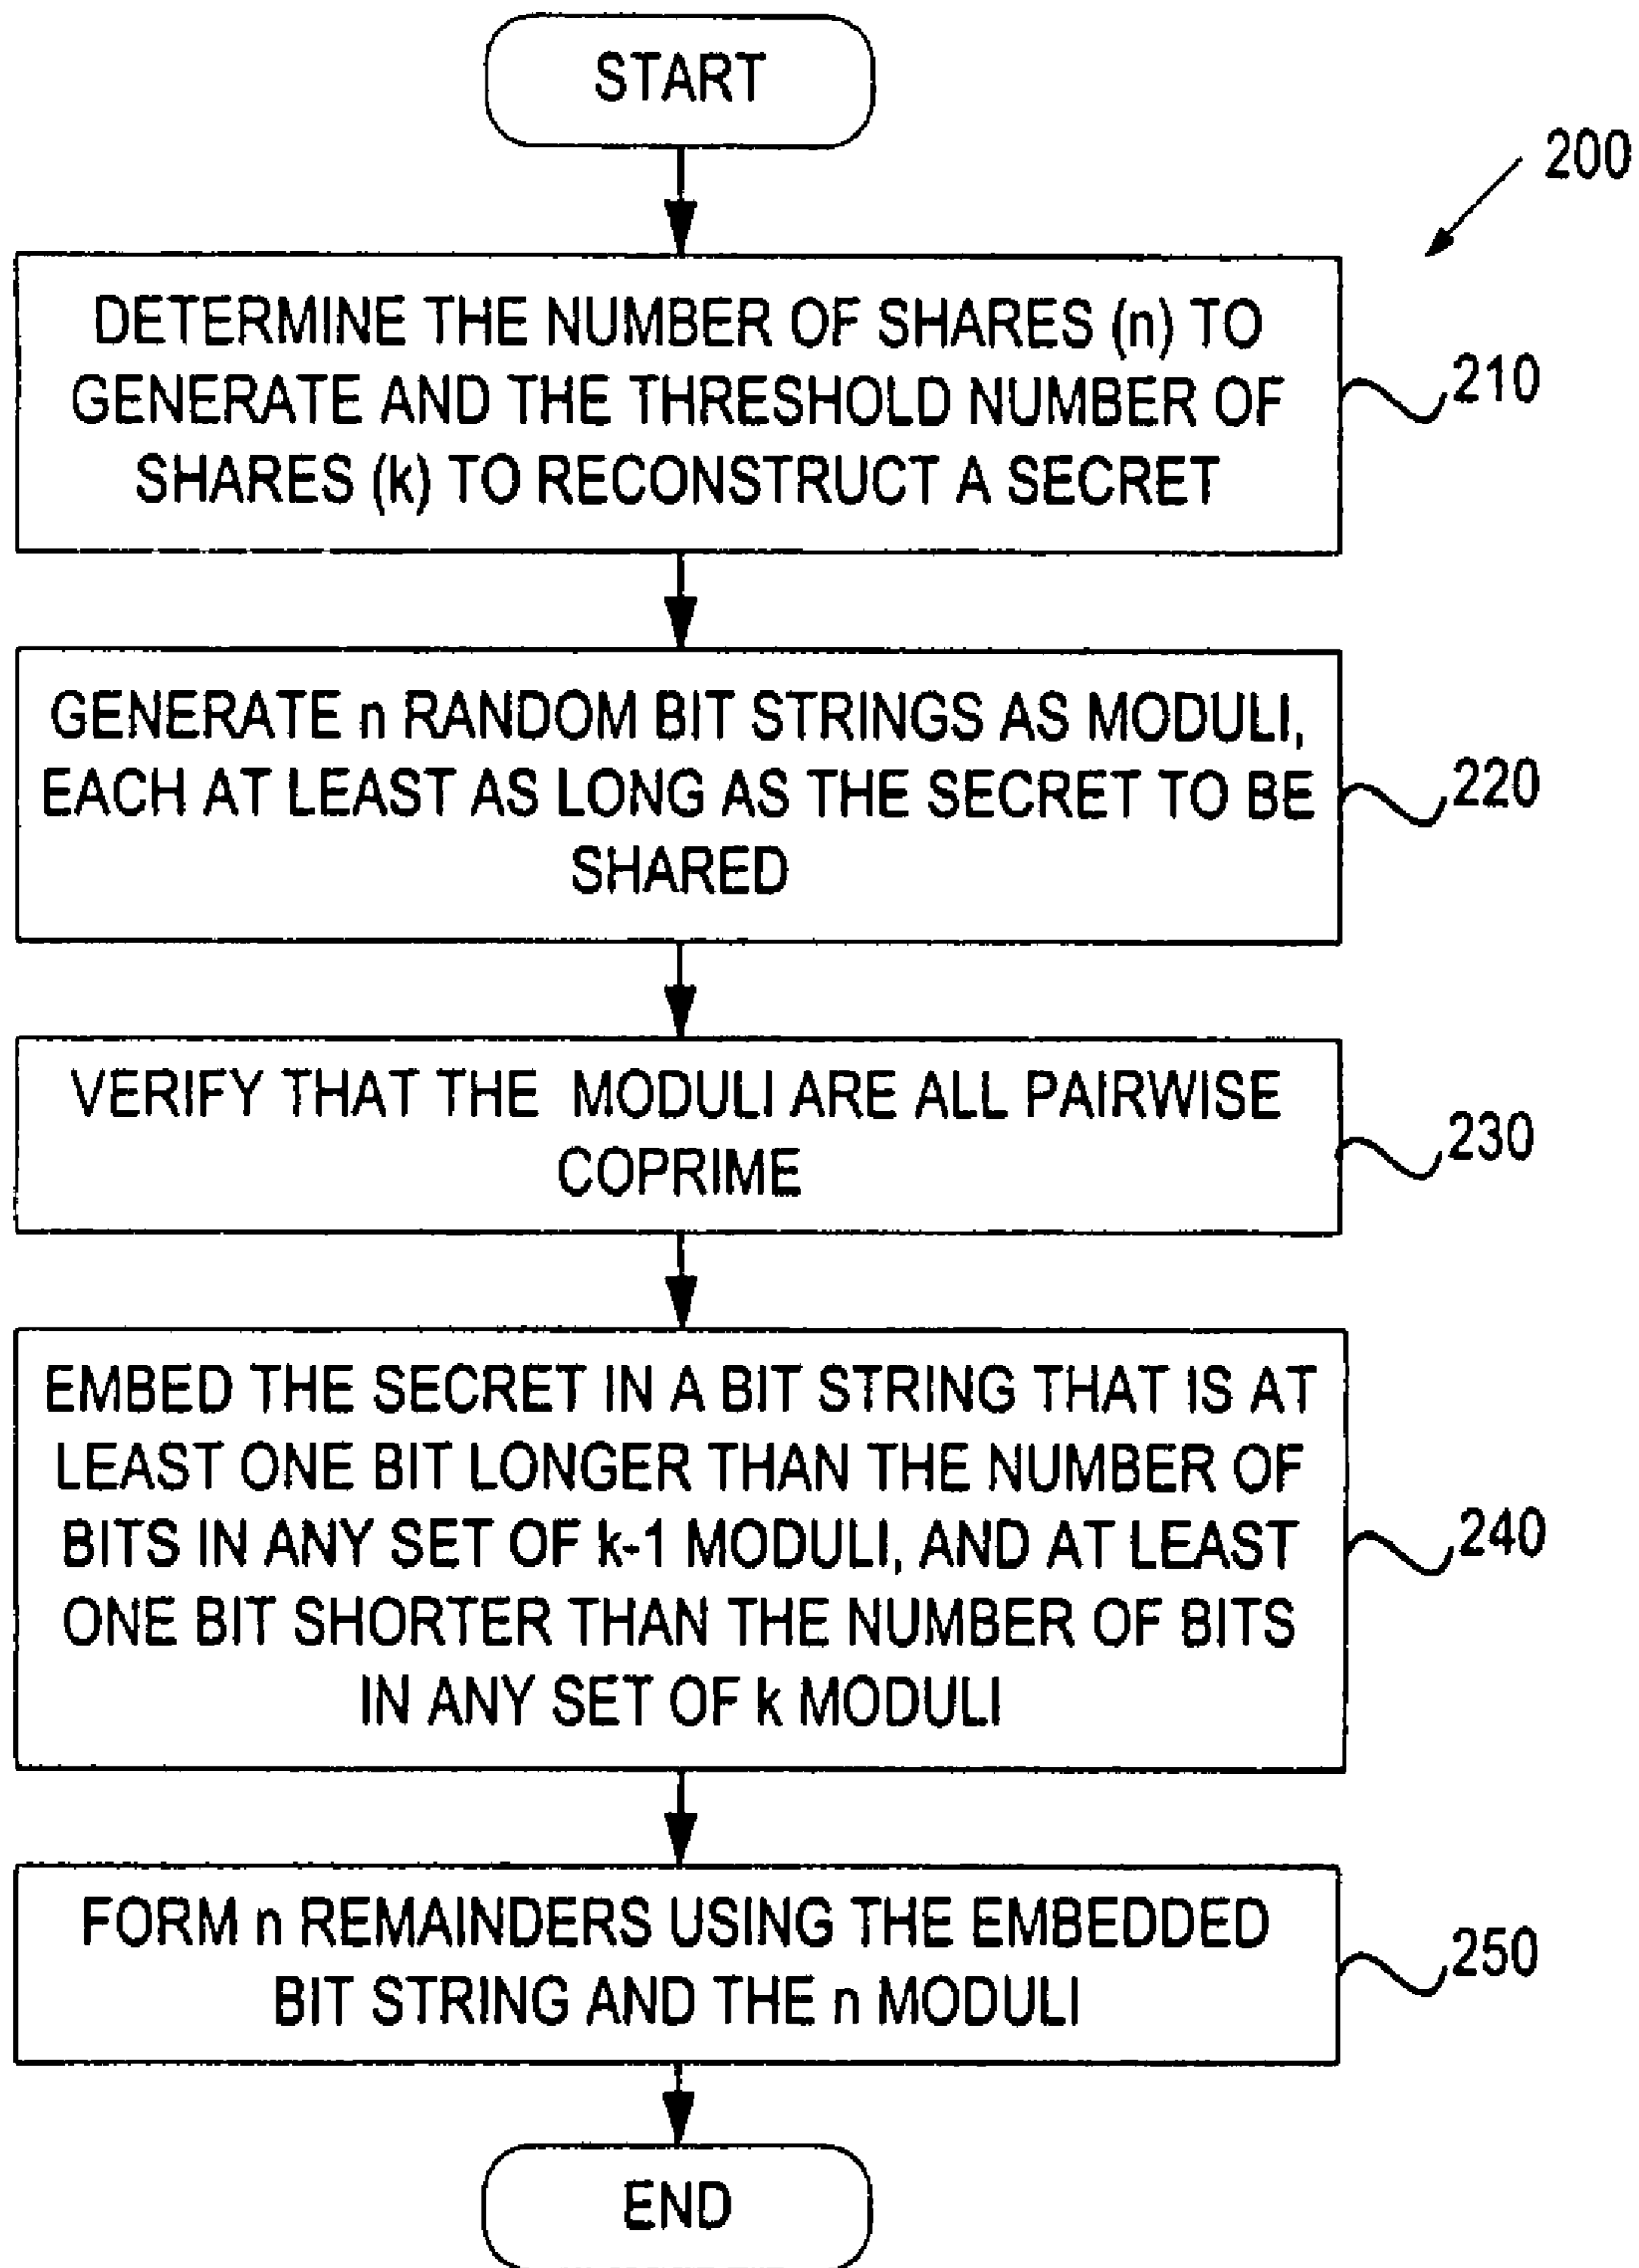 START
200
DETERMINE THE NUMBER OF SHARES (n) TO
GENERATE AND THE THRESHOLD NUMBER OF
SHARES (k) TO RECONSTRUCT A SECRET
210
GENERATE n RANDOM BIT STRINGS AS MODULI,
EACH AT LEAST AS LONG AS THE SECRET TO BE
SHARED
220
VERIFY THAT THE MODULI ARE ALL PAIRWISE
COPRIME
230
EMBED THE SECRET IN A BIT STRING THAT IS AT
LEAST ONE BIT LONGER THAN THE NUMBER OF
BITS IN ANY SET OF k-1 MODULI, AND AT LEAST
ONE BIT SHORTER THAN THE NUMBER OF BITS
IN ANY SET OF k MODULI
240
FORM n REMAINDERS USING THE EMBEDDED
BIT STRING AND THE n MODULI
250
END